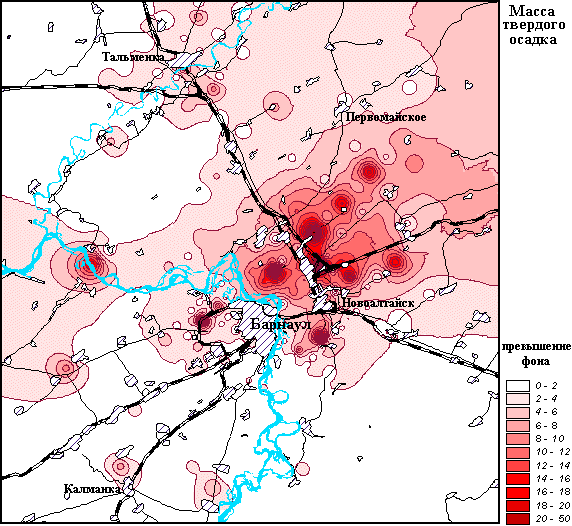 Масса
твердого
осадка
Тальменка
Первомайское
Новоалтайск
Барнаул
Калманка
превышение
фона
0 - 2
2 - 4
4 - 6
6 - 8
8 - 10
10 - 12
12 - 14
14 - 16
16 - 18
18 - 20
20 - 50